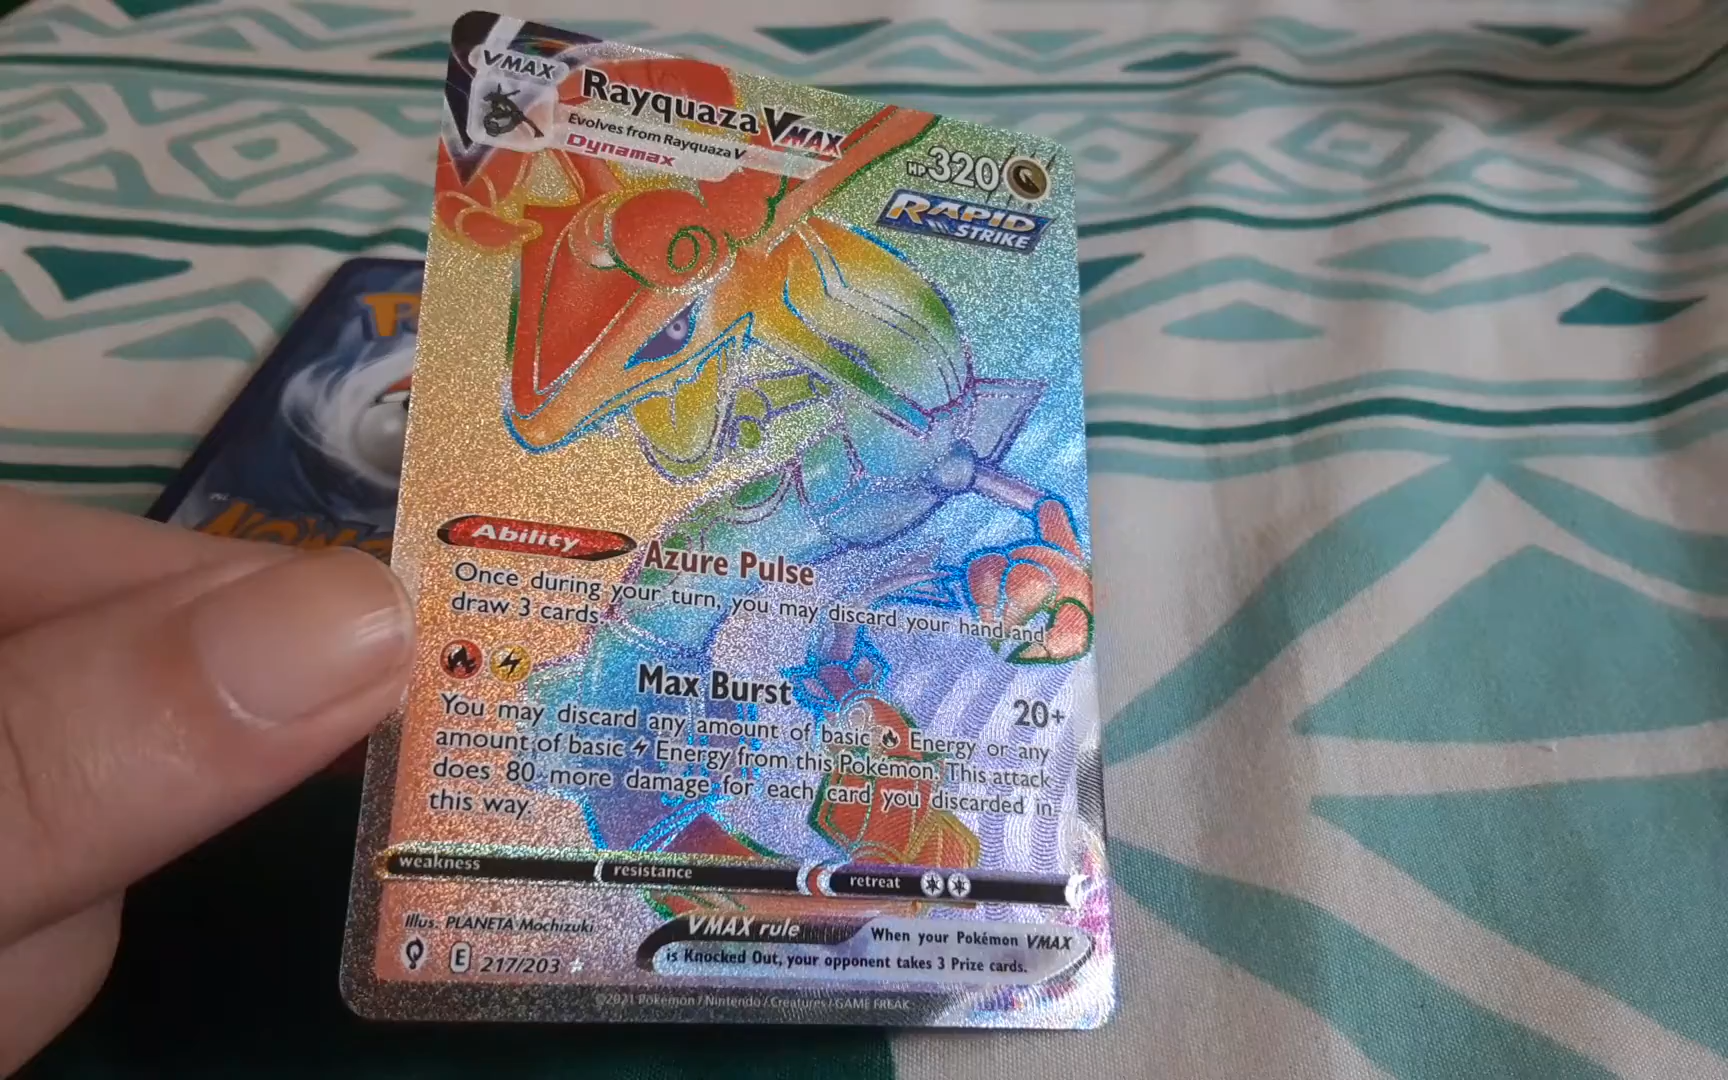 VMAX
Rayquaza VMAX
Evolves from Rayquaza V
Dynamax
HP 320
RAPID
STRIKE
Ability Azure Pulse
Once during your turn, you may discard your hand and
draw 3 cards.
Max Burst 20+
You may discard any amount of basic Energy or any
amount of basic Energy from this Pokémon. This attack
does 80 more damage for each card you discarded in
this way.
weakness resistance retreat
Illus. PLANETA Mochizuki
E 217/203
VMAX rule When your Pokémon VMAX
is Knocked Out, your opponent takes 3 Prize cards.
©2021 Pokémon / Nintendo / Creatures / GAME FREAK